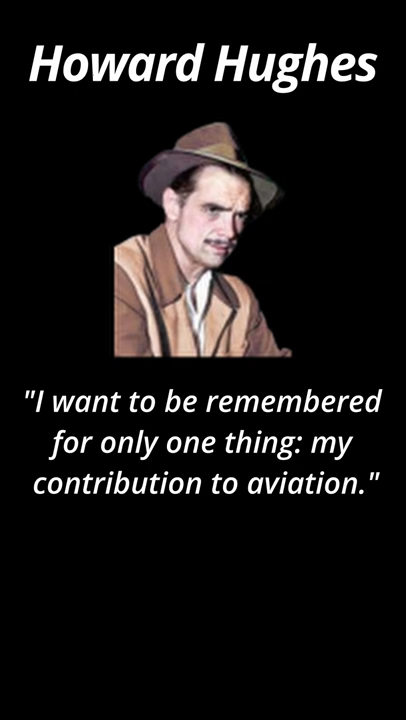 Howard Hughes
"I want to be remembered
for only one thing: my
contribution to aviation."